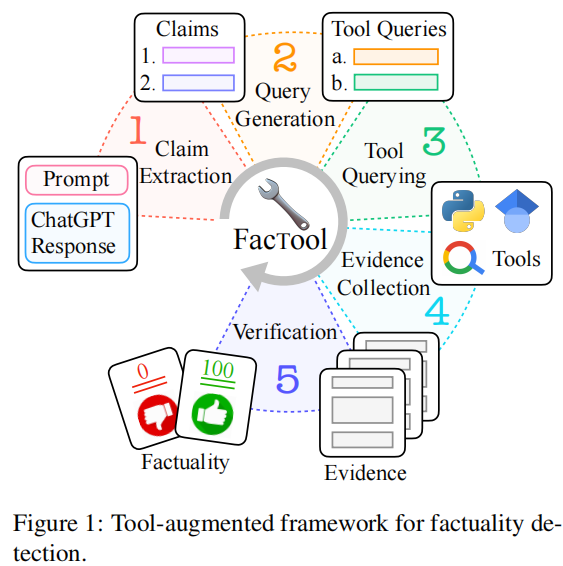 Claims
1.
2.
Tool Queries
a.
b.
2
Query
Generation
1
Claim
Extraction
3
Tool
Querying
Prompt
ChatGPT
Response
FACTOOL
Tools
Evidence
Collection
4
Verification
5
0
100
Factuality
Evidence
Figure 1: Tool-augmented framework for factuality de-
tection.